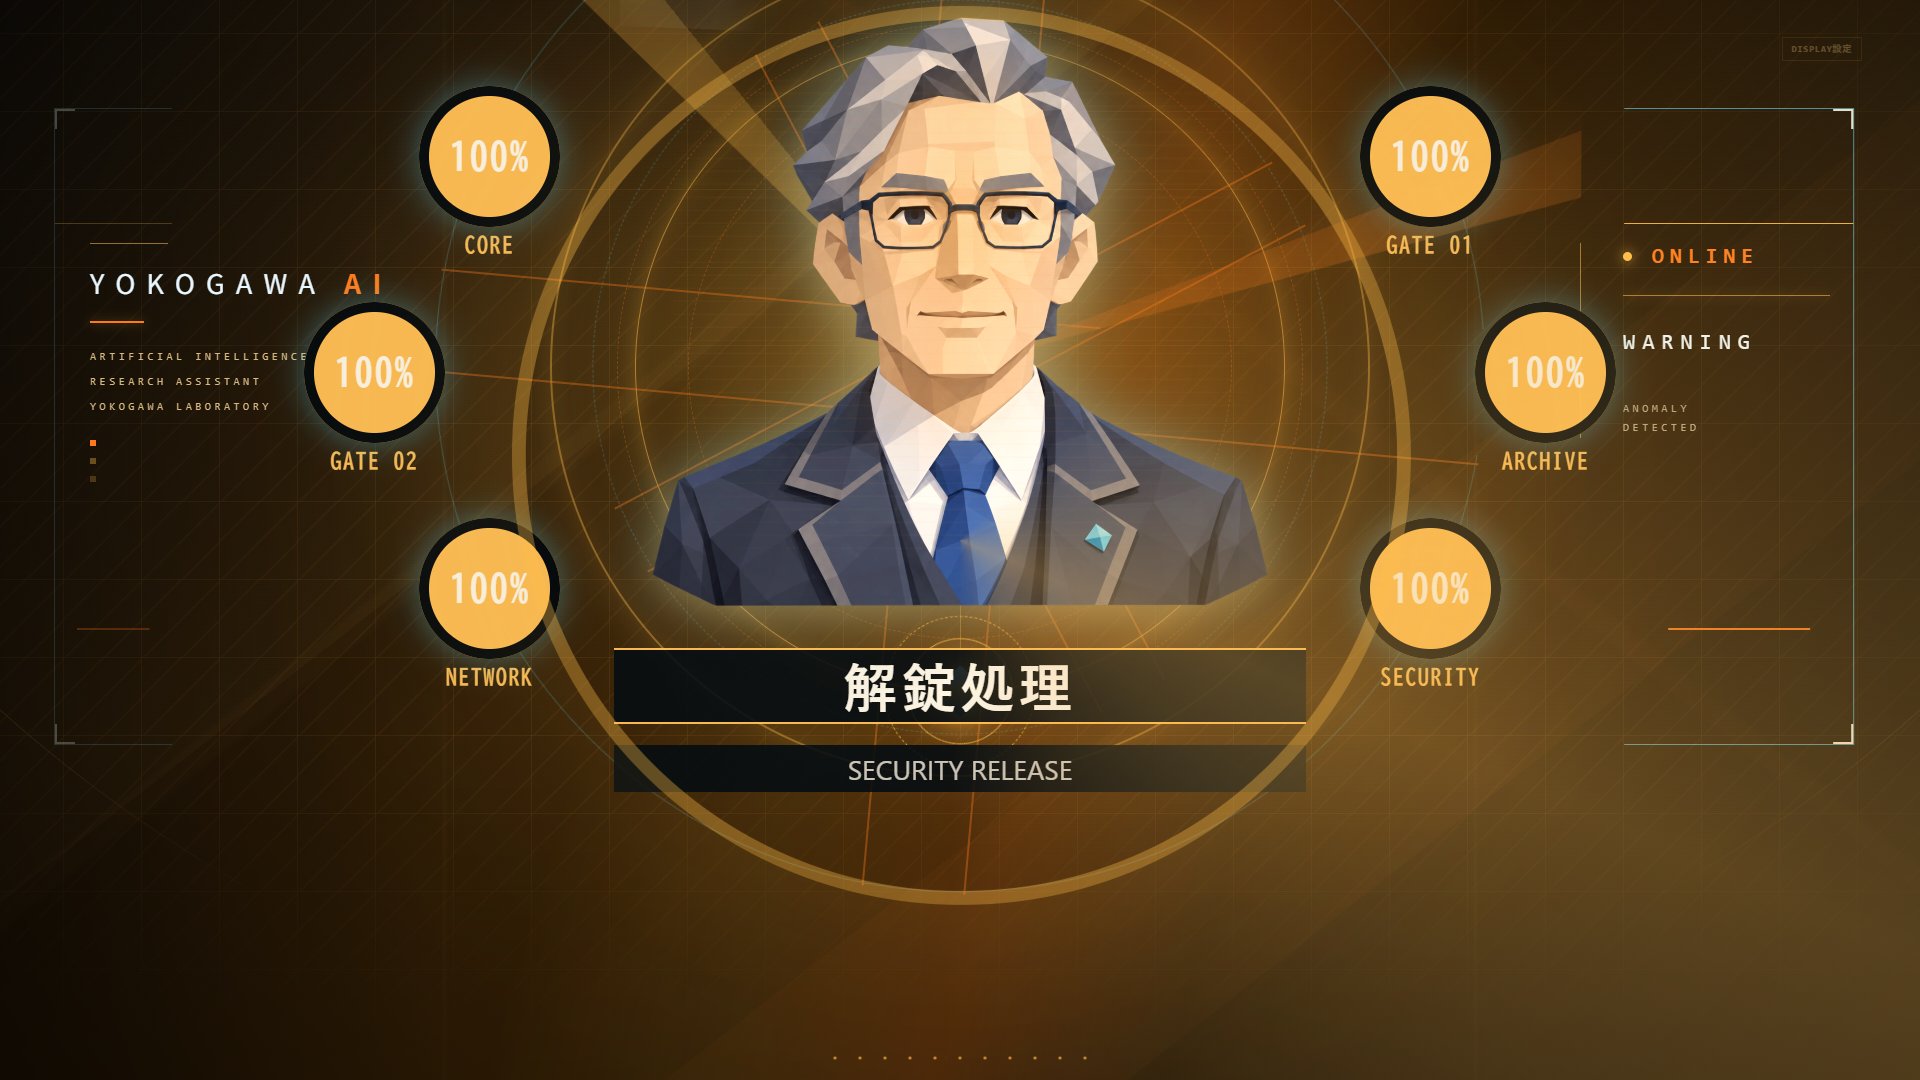 DISPLAY設定
100%
CORE
100%
GATE 01
YOKOGAWA AI
ONLINE
ARTIFICIAL INTELLIGENCE
RESEARCH ASSISTANT
YOKOGAWA LABORATORY
100%
GATE 02
100%
ARCHIVE
WARNING
ANOMALY
DETECTED
100%
NETWORK
100%
SECURITY
解錠処理
SECURITY RELEASE